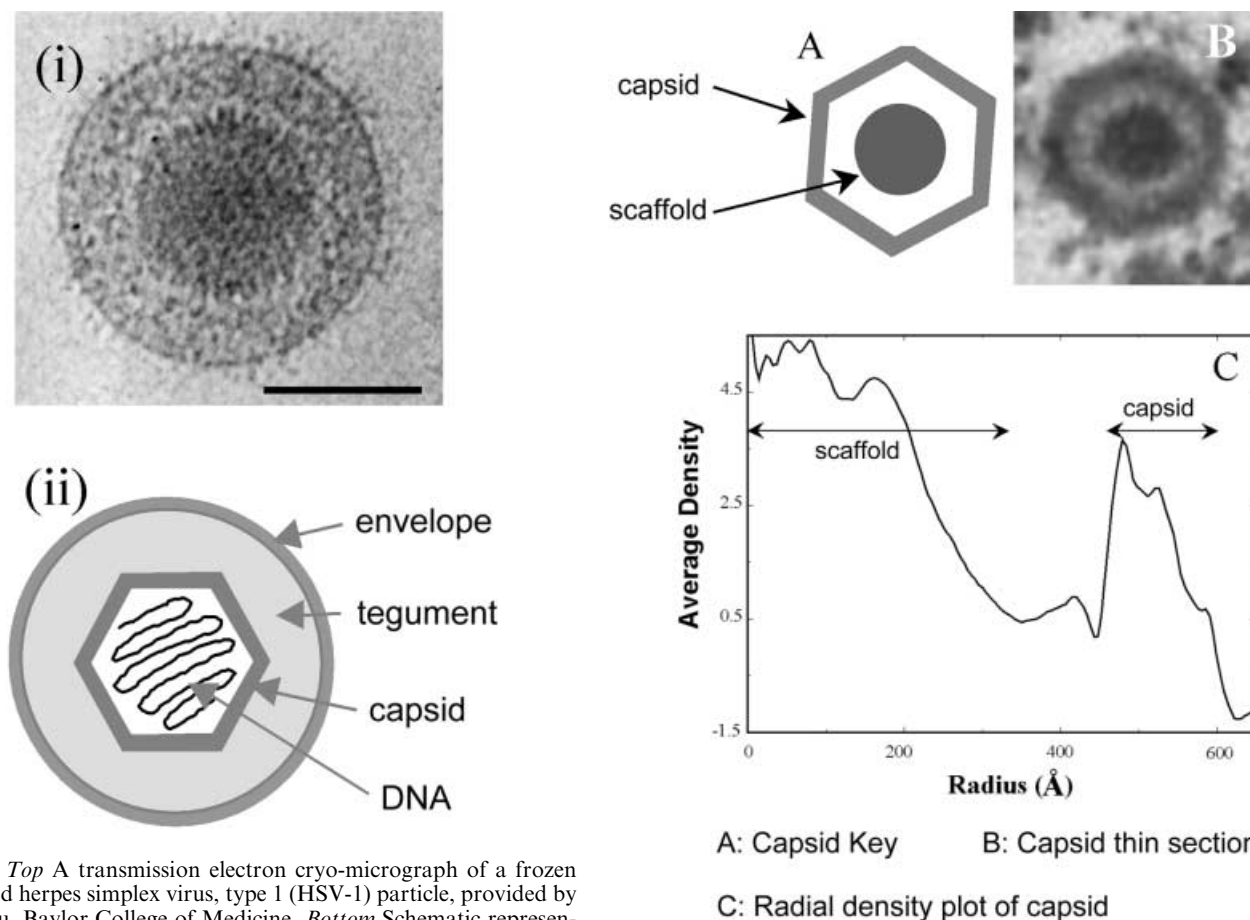 (i)
(ii)
envelope
tegument
capsid
DNA
Top A transmission electron cryo-micrograph of a frozen
d herpes simplex virus, type 1 (HSV-1) particle, provided by
u, Baylor College of Medicine. Bottom Schematic represen-
A
capsid
scaffold
B
C
4.5
2.5
0.5
-1.5
Average Density
scaffold
capsid
0
200
400
600
Radius (Å)
A: Capsid Key
B: Capsid thin section
C: Radial density plot of capsid